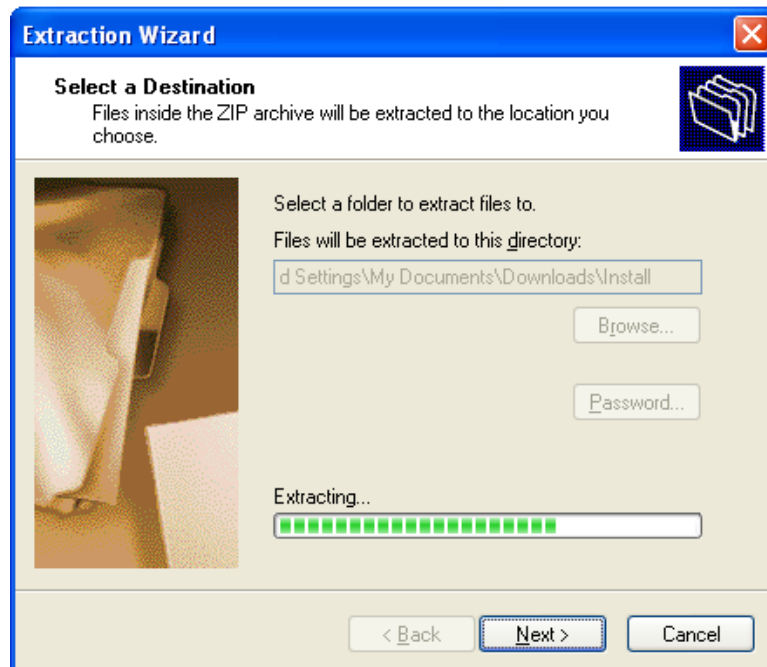 Extraction Wizard
Select a Destination
Files inside the ZIP archive will be extracted to the location you
choose.
Select a folder to extract files to.
Files will be extracted to this directory:
d Settings\My Documents\Downloads\Install
Browse...
Password...
Extracting...
< Back
Next >
Cancel